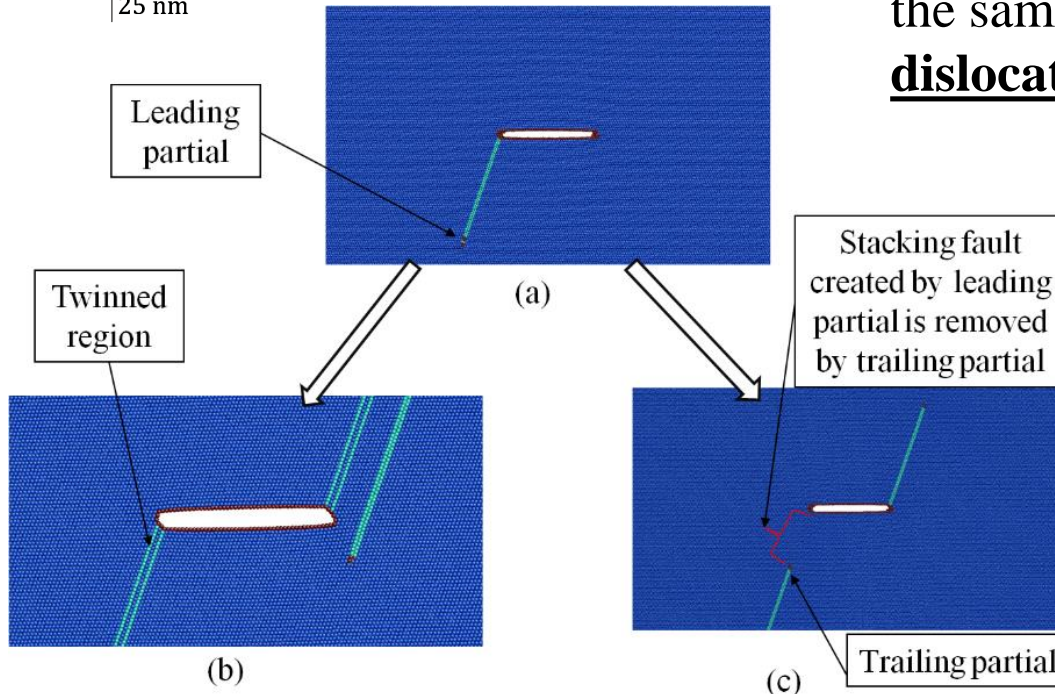 25 nm
the sam
dislocat
Leading
partial
(a)
Stacking fault
created by leading
partial is removed
by trailing partial
Twinned
region
(b)
(c)
Trailing partial